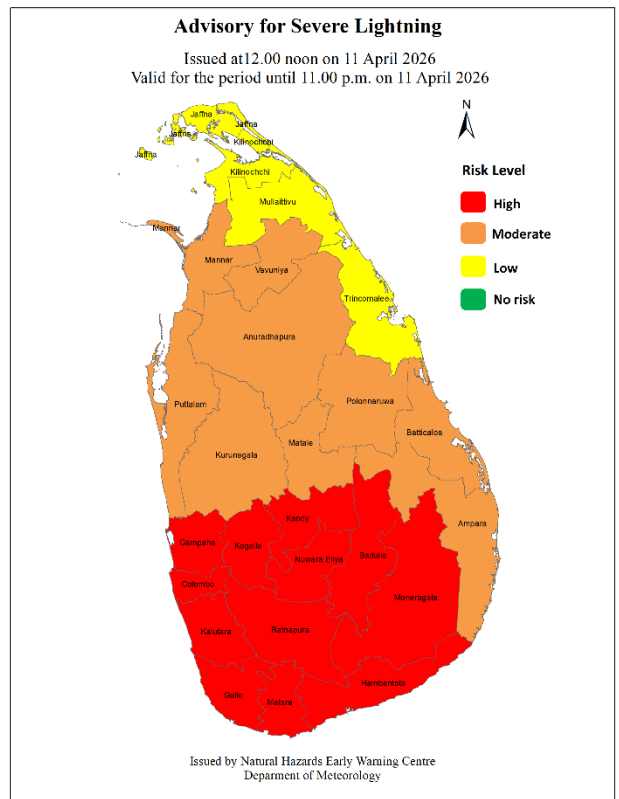 Advisory for Severe Lightning
Issued at12.00 noon on 11 April 2026
Valid for the period until 11.00 p.m. on 11 April 2026
N
Risk Level
High
Moderate
Low
No risk
Jaffna
Jaffna
Jaffna
Jaffna
Kilinochchi
Kilinochchi
Mullaittivu
Mannar
Mannar
Vavuniya
Trincomalee
Anuradhapura
Puttalam
Polonnaruwa
Batticaloa
Matale
Kurunegala
Ampara
Kandy
Gampaha
Kegalle
Nuwara Eliya
Badulla
Colombo
Moneragala
Kalutara
Ratnapura
Hambantota
Galle
Matara
Issued by Natural Hazards Early Warning Centre
Deparment of Meteorology